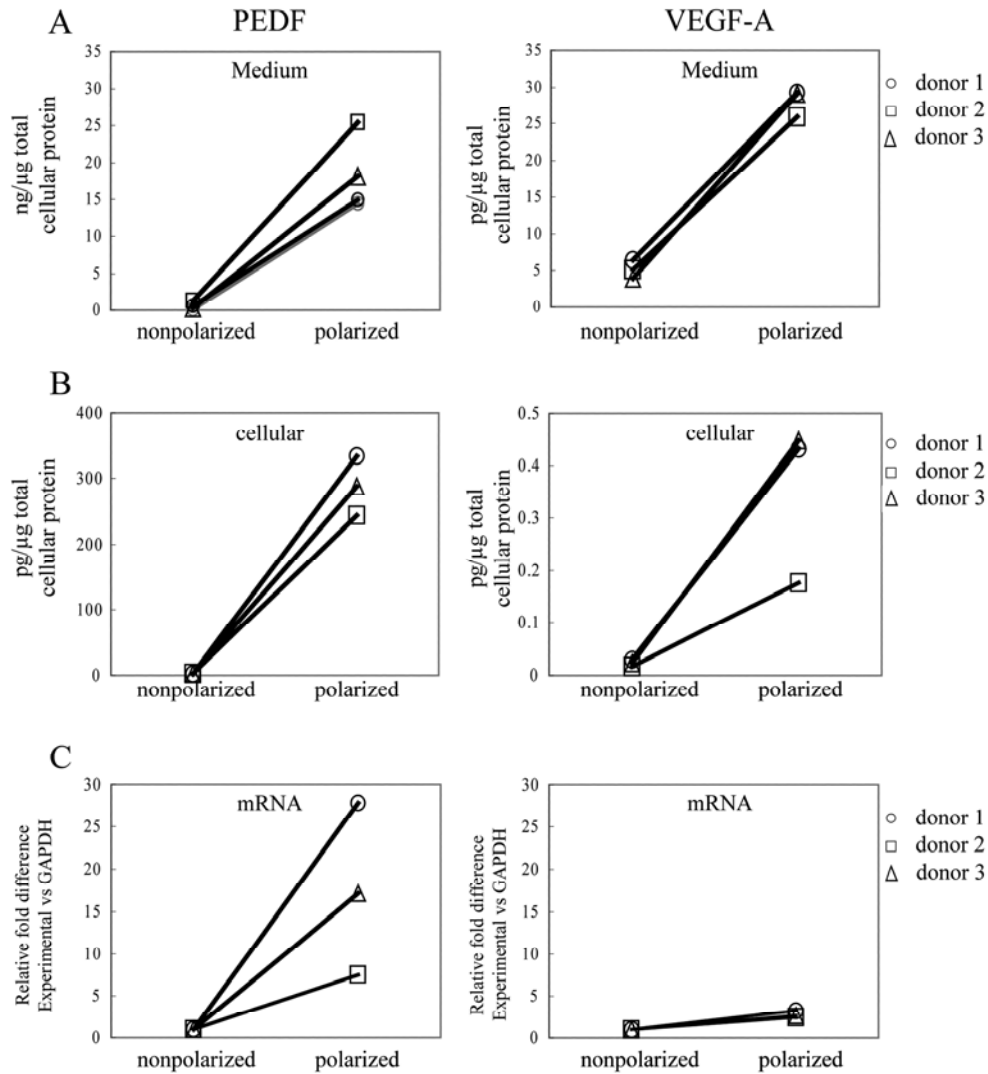 A
PEDF
VEGF-A
35
30
25
20
15
10
5
0
ng/µg total
cellular protein
Medium
nonpolarized
polarized
35
30
25
20
15
10
5
0
pg/µg total
cellular protein
Medium
nonpolarized
polarized
donor 1
donor 2
donor 3
B
400
300
200
100
0
pg/µg total
cellular protein
cellular
nonpolarized
polarized
0.5
0.4
0.3
0.2
0.1
0
pg/µg total
cellular protein
cellular
nonpolarized
polarized
donor 1
donor 2
donor 3
C
30
25
20
15
10
5
0
Relative fold difference
Experimental vs GAPDH
mRNA
nonpolarized
polarized
30
25
20
15
10
5
0
Relative fold difference
Experimental vs GAPDH
mRNA
nonpolarized
polarized
donor 1
donor 2
donor 3